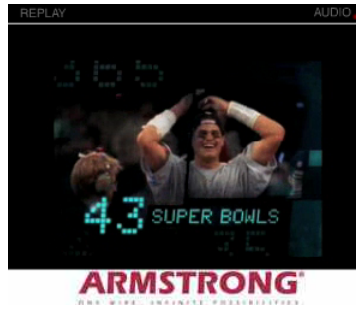 REPLAY AUDIO
43 SUPER BOWLS
ARMSTRONG®
ONE WIRE. INFINITE POSSIBILITIES.